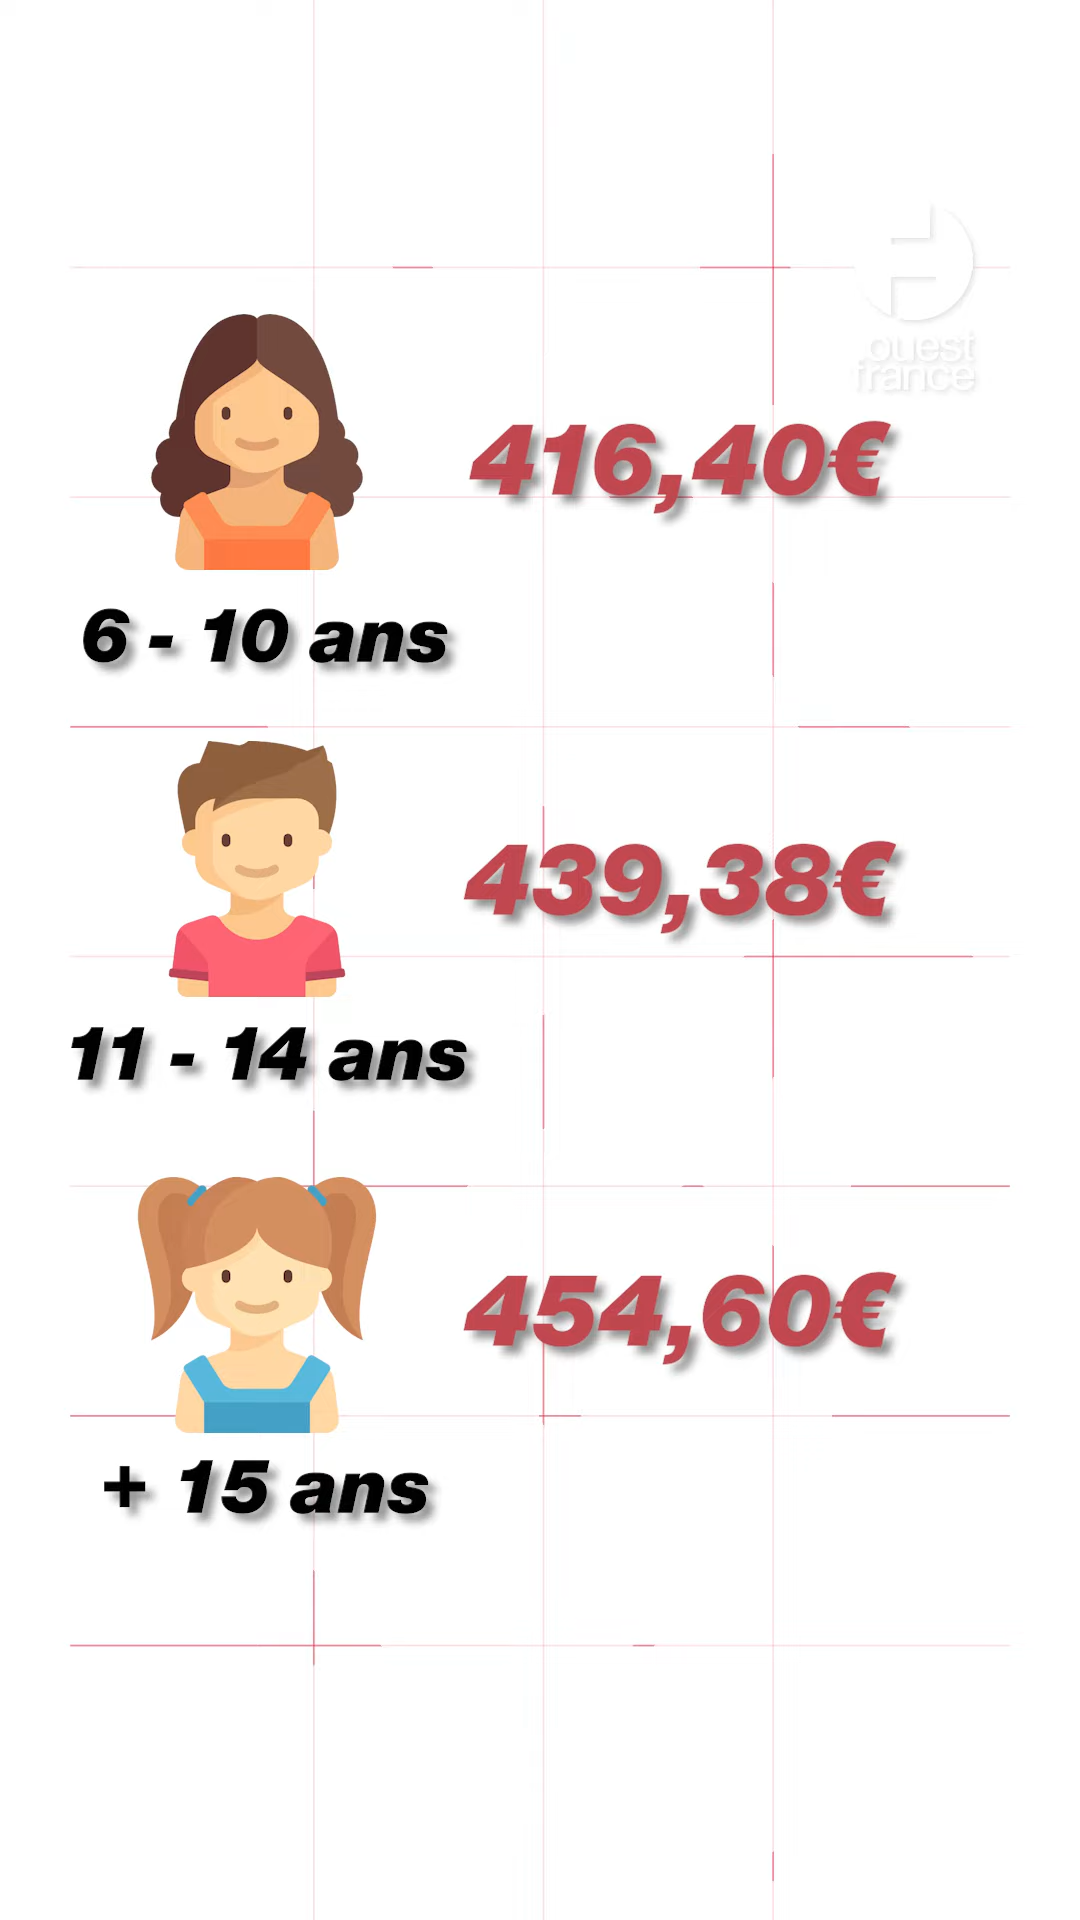 ouest
france
416,40€
6 - 10 ans
439,38€
11 - 14 ans
454,60€
+ 15 ans